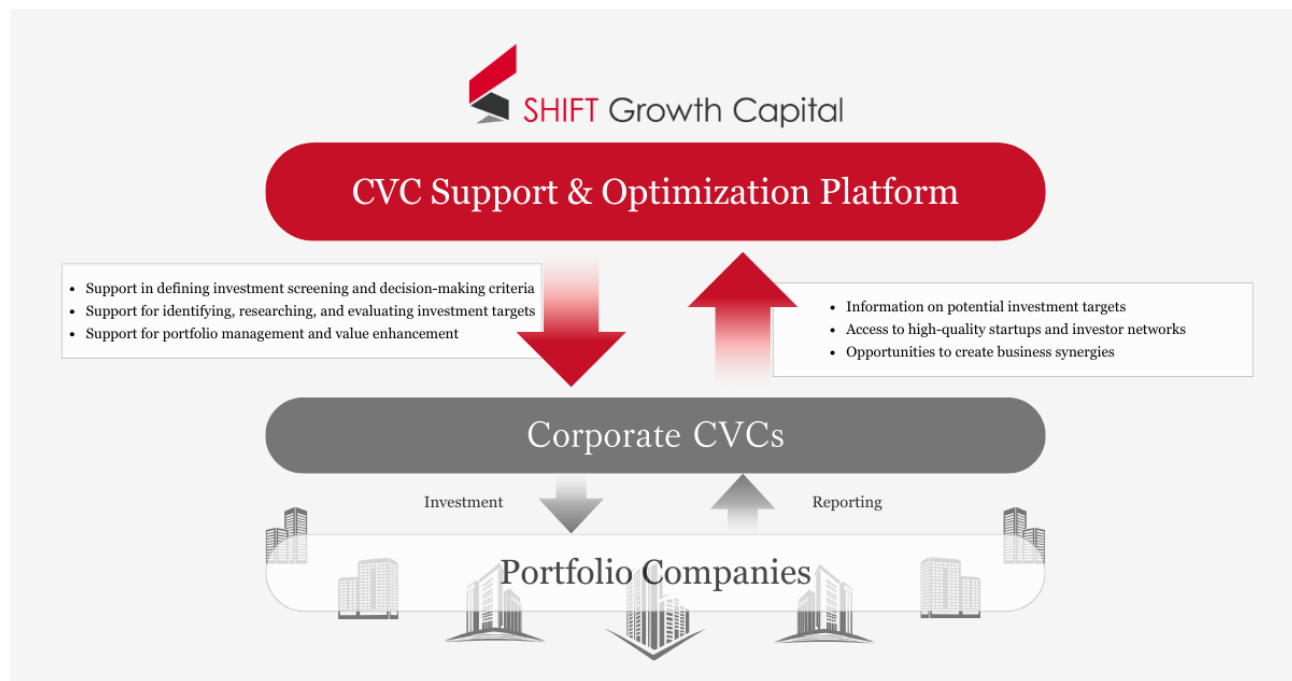 SHIFT Growth Capital
CVC Support & Optimization Platform
• Support in defining investment screening and decision-making criteria
• Support for identifying, researching, and evaluating investment targets
• Support for portfolio management and value enhancement
• Information on potential investment targets
• Access to high-quality startups and investor networks
• Opportunities to create business synergies
Corporate CVCs
Investment
Reporting
Portfolio Companies